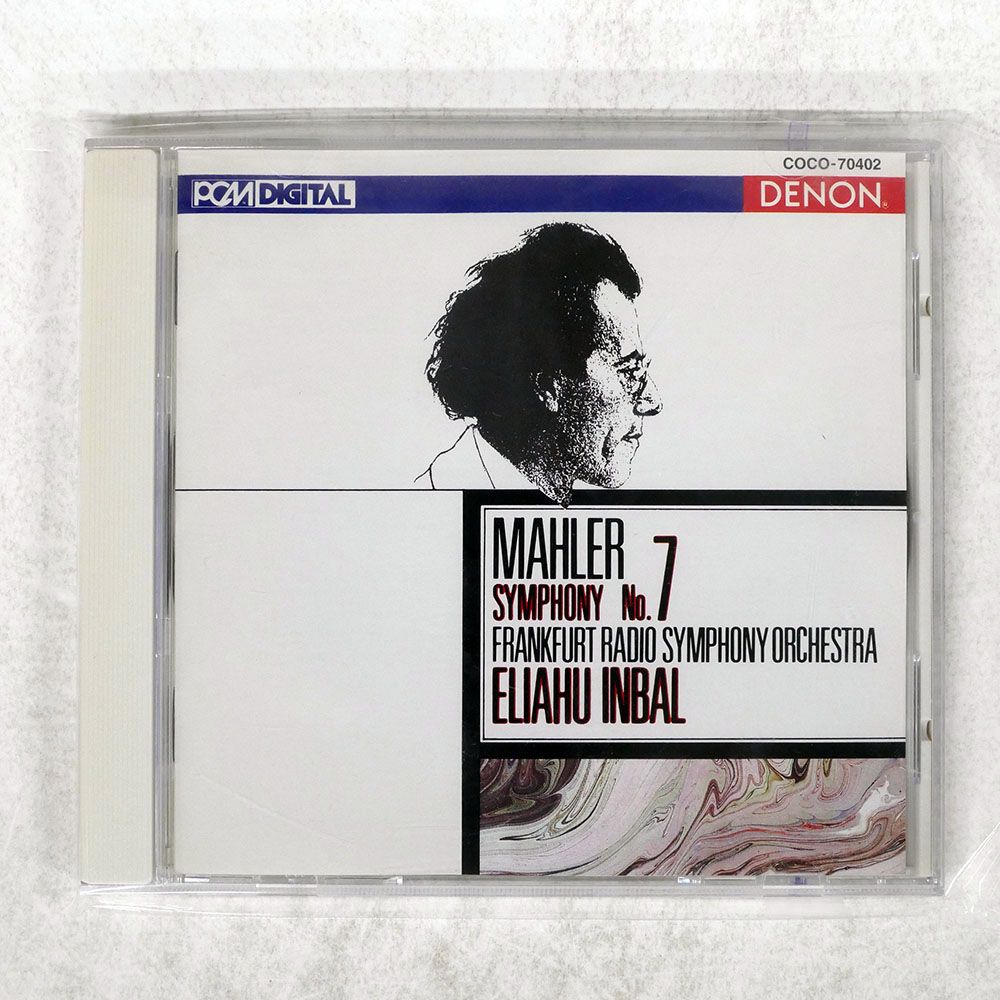 COCO-70402
PCM DIGITAL
DENON®
MAHLER
SYMPHONY No. 7
FRANKFURT RADIO SYMPHONY ORCHESTRA
ELIAHU INBAL